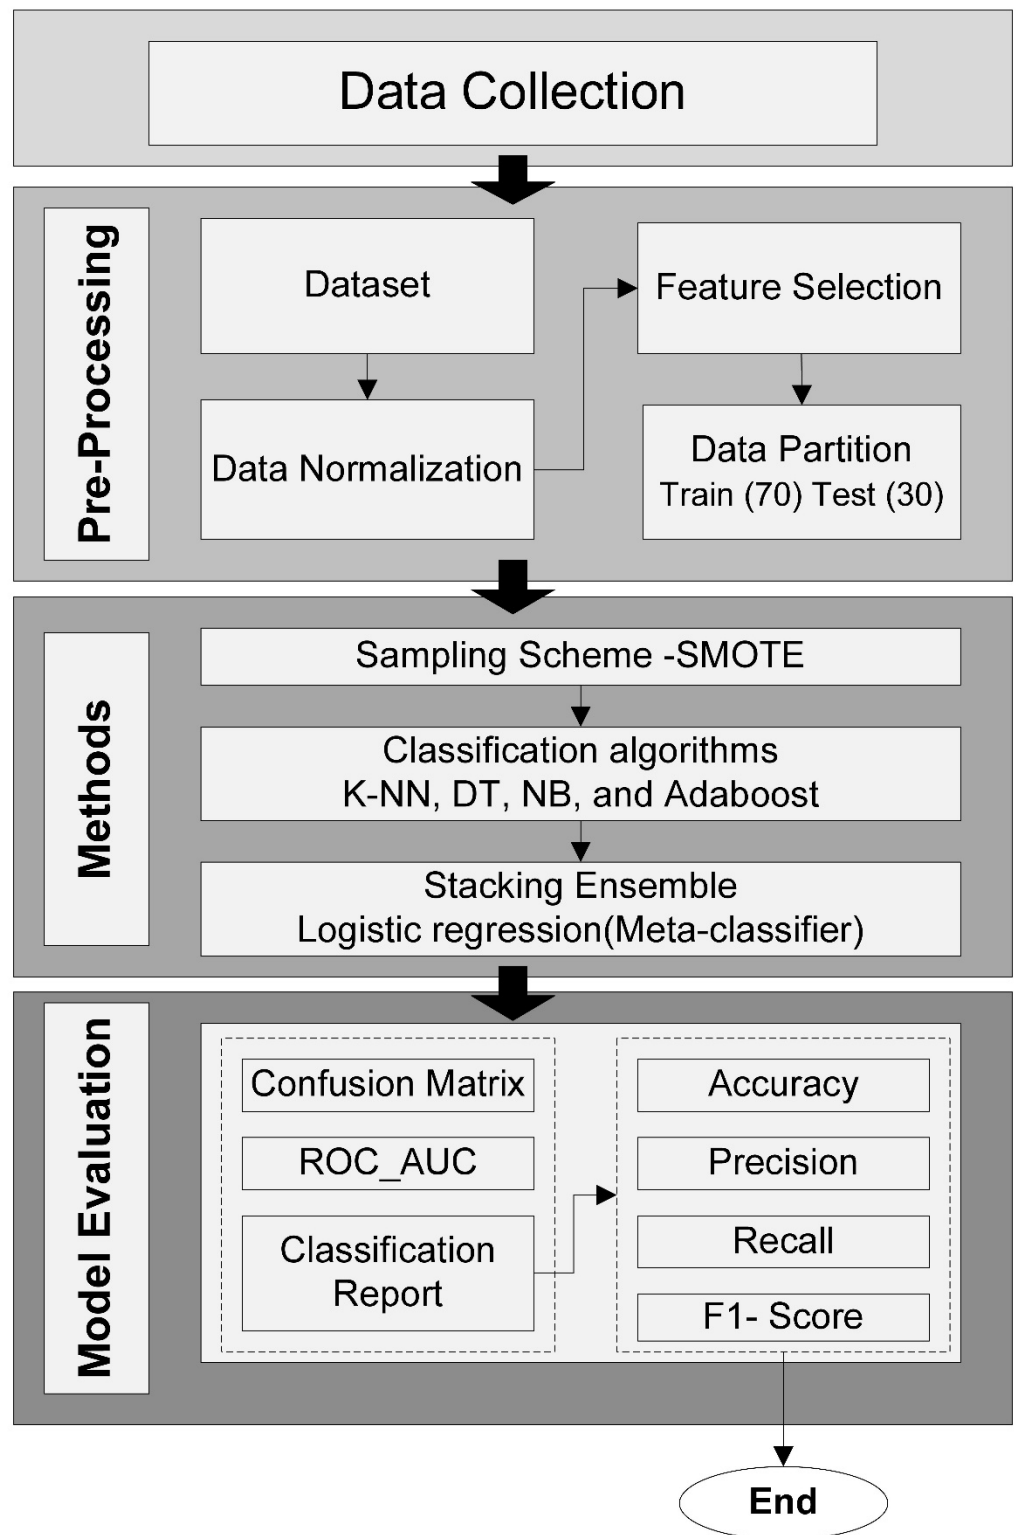 Data Collection
Pre-Processing
Dataset
Data Normalization
Feature Selection
Data Partition
Train (70) Test (30)
Methods
Sampling Scheme -SMOTE
Classification algorithms
K-NN, DT, NB, and Adaboost
Stacking Ensemble
Logistic regression(Meta-classifier)
Model Evaluation
Confusion Matrix
ROC_AUC
Classification
Report
Accuracy
Precision
Recall
F1- Score
End